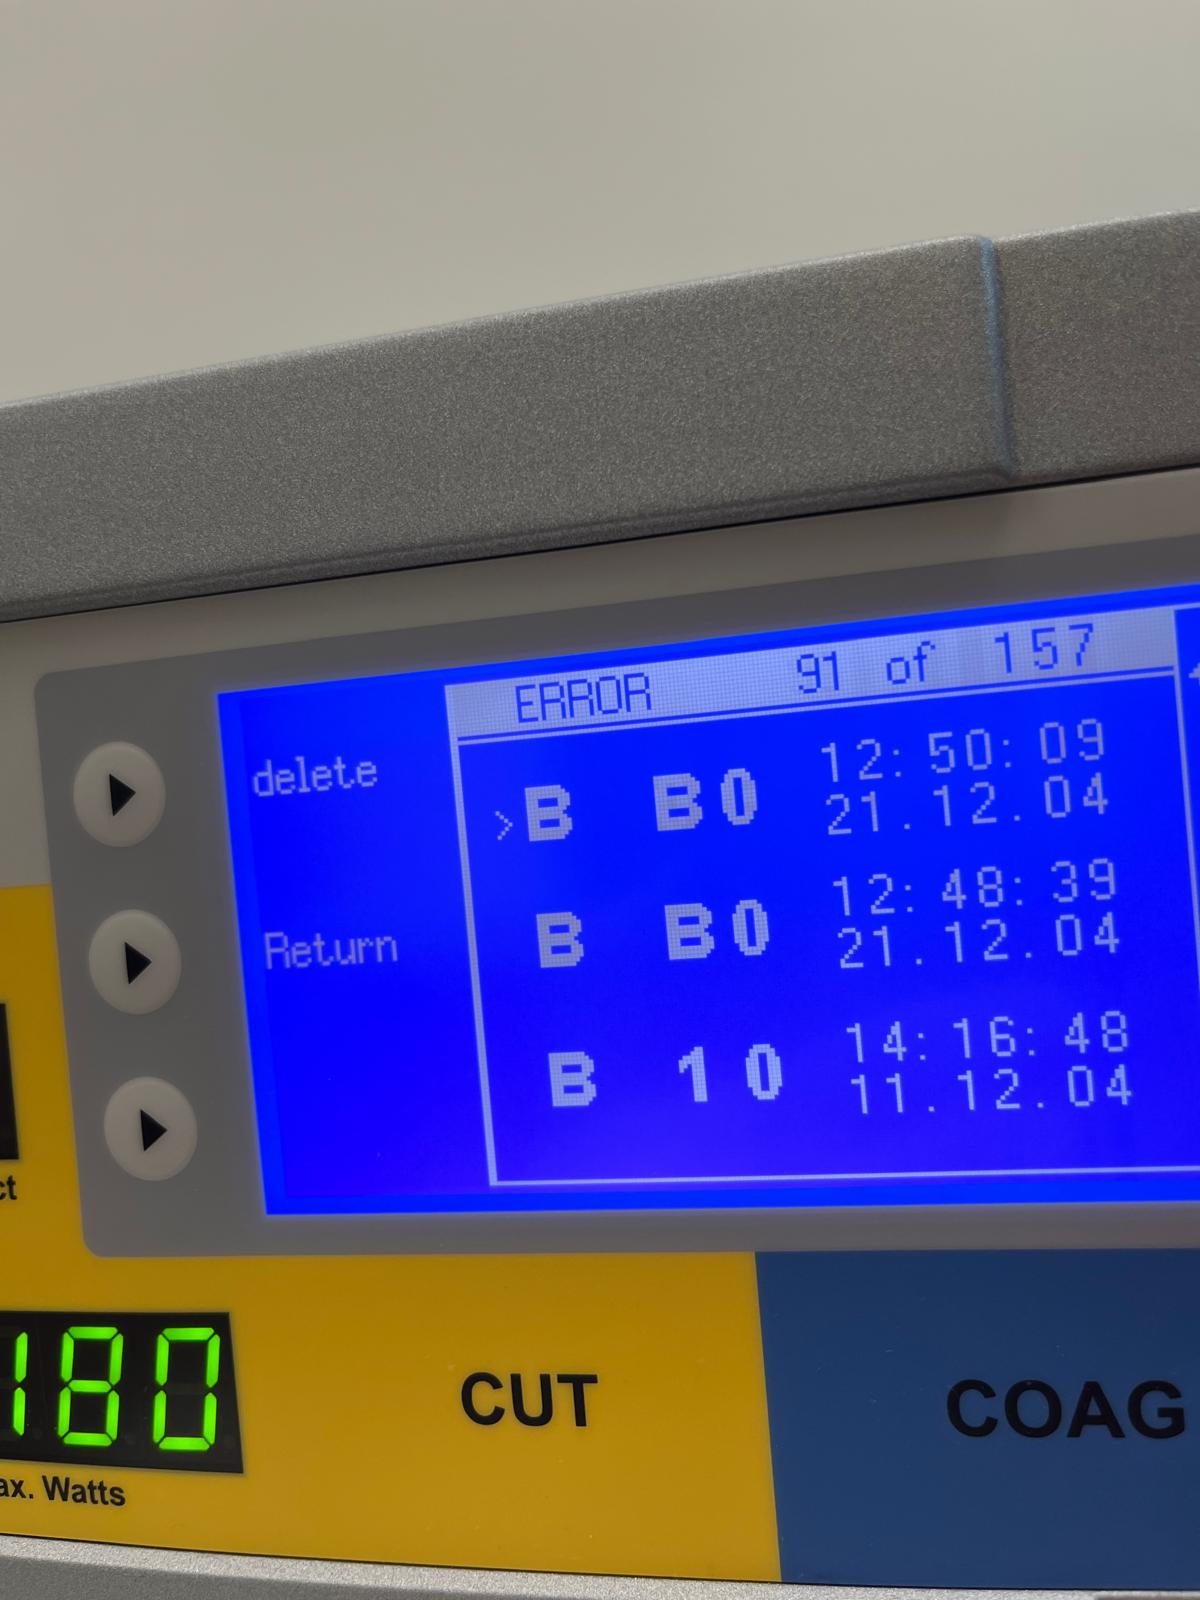 ERROR 91 of 157
delete
>B B0 12:50:09
21.12.04
B B0 12:48:39
21.12.04
Return
B 10 14:16:48
11.12.04
ct
180
ax. Watts
CUT
COAG